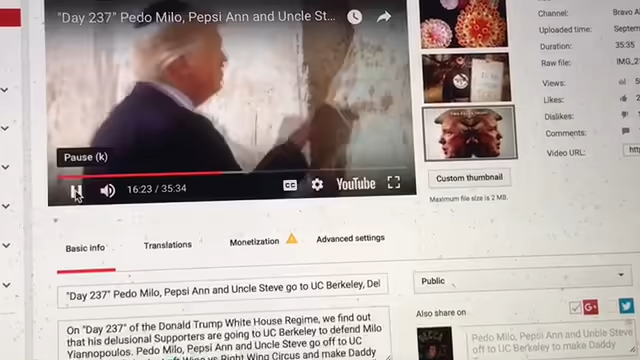 "Day 237" Pedo Milo, Pepsi Ann and Uncle St...
Pause (k)
16:23 / 35:34
CC
YouTube
Custom thumbnail
Maximum file size is 2 MB.
Channel:
Bravo Al
Uploaded time:
Septem
Duration:
35:35
Raw file:
IMG_2
Views:
Likes:
2
Dislikes:
Comments:
Video URL:
Basic info
Translations
Monetization
Advanced settings
"Day 237" Pedo Milo, Pepsi Ann and Uncle Steve go to UC Berkeley, Del
Public
On "Day 237" of the Donald Trump White House Regime, we find out
that his delusional Supporters are going to UC Berkeley to defend Milo
Yiannopoulos. Pedo Milo, Pepsi Ann and Uncle Steve go off to UC
Right Wing Circus and make Daddy
Also share on
G+
Pedo Milo, Pepsi Ann and Unble Steve
off to UC Berkeley to make Daddy